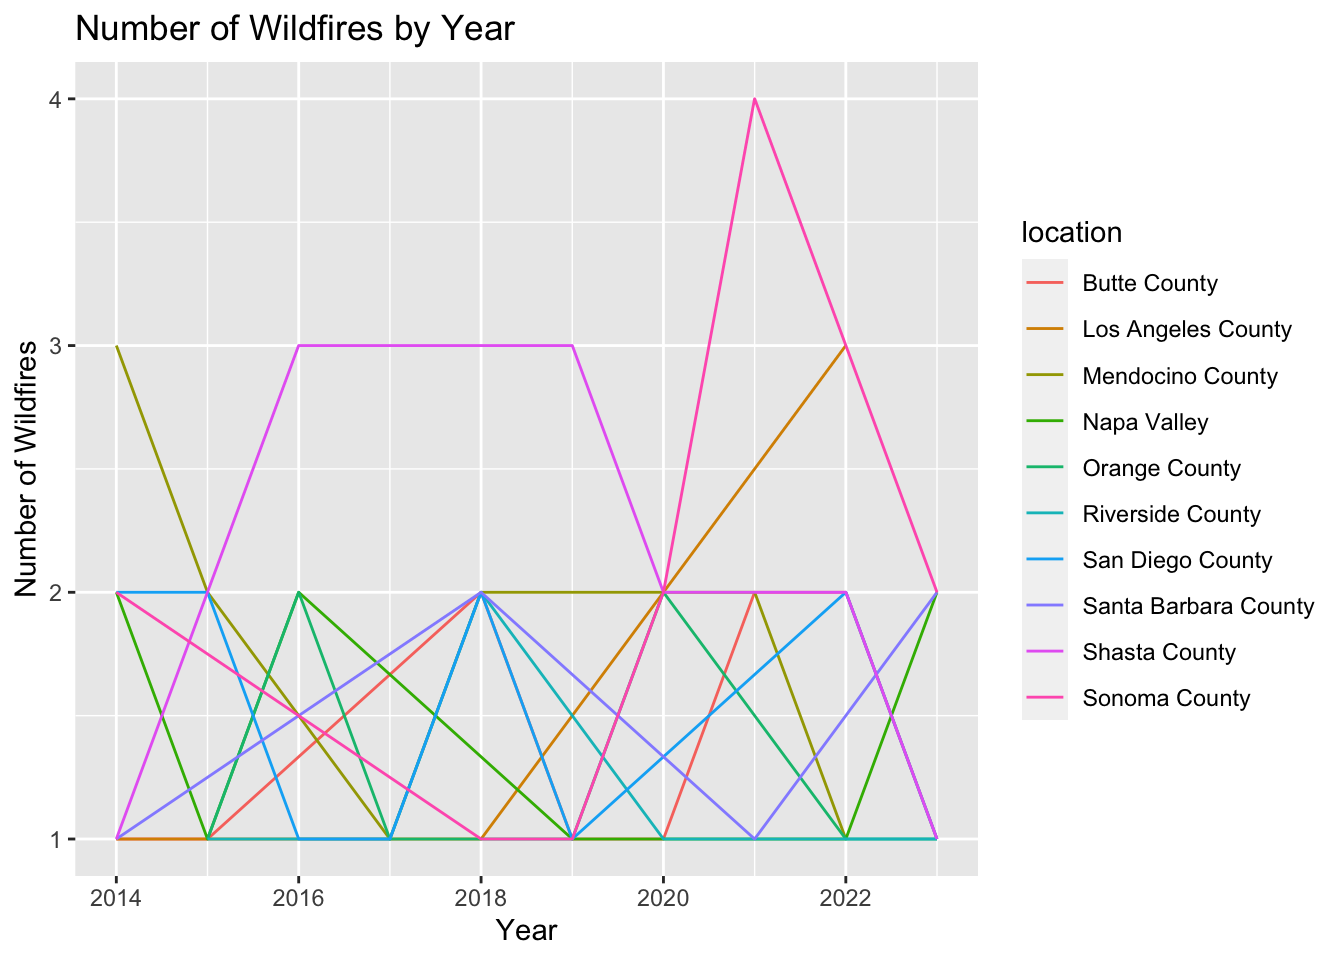 Number of Wildfires by Year
4
3
2
1
Number of Wildfires
2014 2016 2018 2020 2022
Year
location
Butte County
Los Angeles County
Mendocino County
Napa Valley
Orange County
Riverside County
San Diego County
Santa Barbara County
Shasta County
Sonoma County